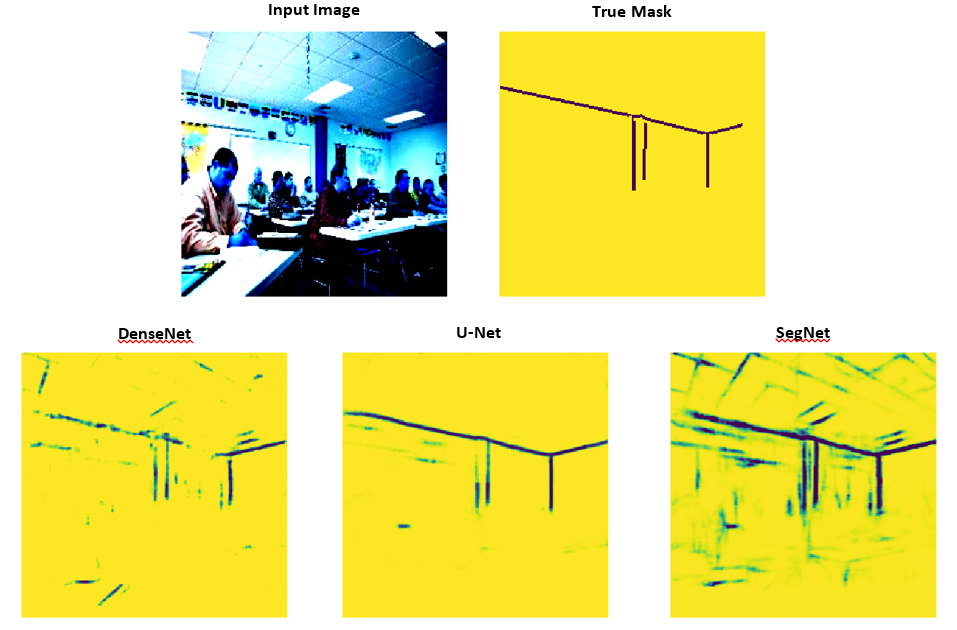 Input Image
True Mask
DenseNet
U-Net
SegNet